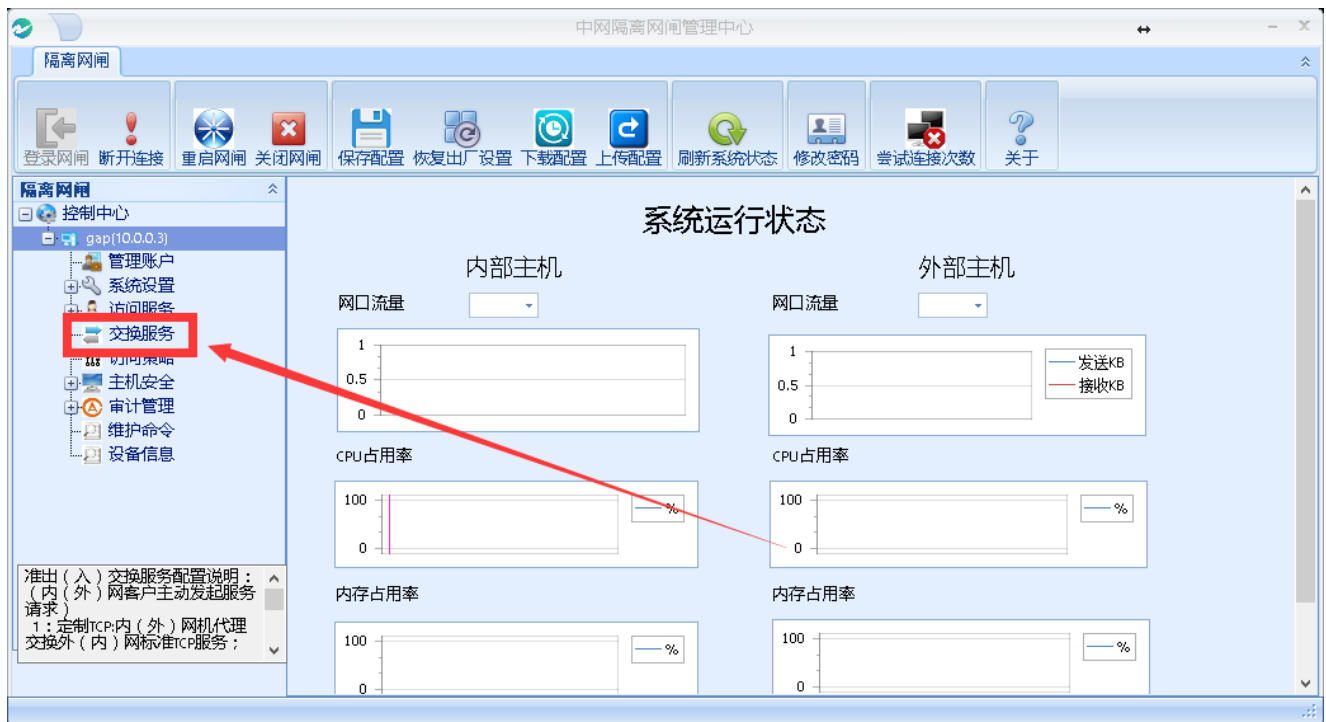 中网隔离网闸管理中心
隔离网闸
登录网闸 断开连接 重启网闸 关闭网闸 保存配置 恢复出厂设置 下载配置 上传配置 刷新系统状态 修改密码 尝试连接次数 关于
隔离网闸
控制中心
gap(10.0.0.3)
管理账户
系统设置
访问服务
交换服务
访问策略
主机安全
审计管理
维护命令
设备信息
准出(入)交换服务配置说明：
(内(外)网客户主动发起服务
请求)
1：定制TCP:内(外)网机代理
交换外(内)网标准TCP服务；
系统运行状态
内部主机
网口流量
1
0.5
0
CPU占用率
100
0
%
内存占用率
100
0
%
外部主机
网口流量
1
0.5
0
发送KB
接收KB
CPU占用率
100
0
%
内存占用率
100
0
%